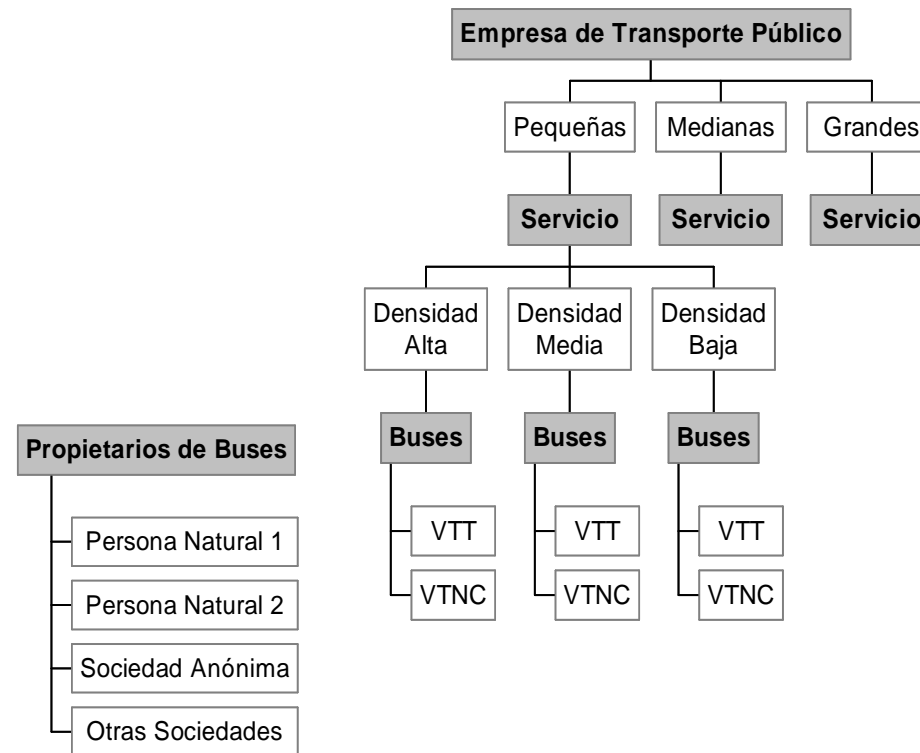 Empresa de Transporte Público
Pequeñas
Medianas
Grandes
Servicio
Servicio
Servicio
Densidad
Alta
Densidad
Media
Densidad
Baja
Buses
Buses
Buses
VTT
VTT
VTT
VTNC
VTNC
VTNC
Propietarios de Buses
Persona Natural 1
Persona Natural 2
Sociedad Anónima
Otras Sociedades